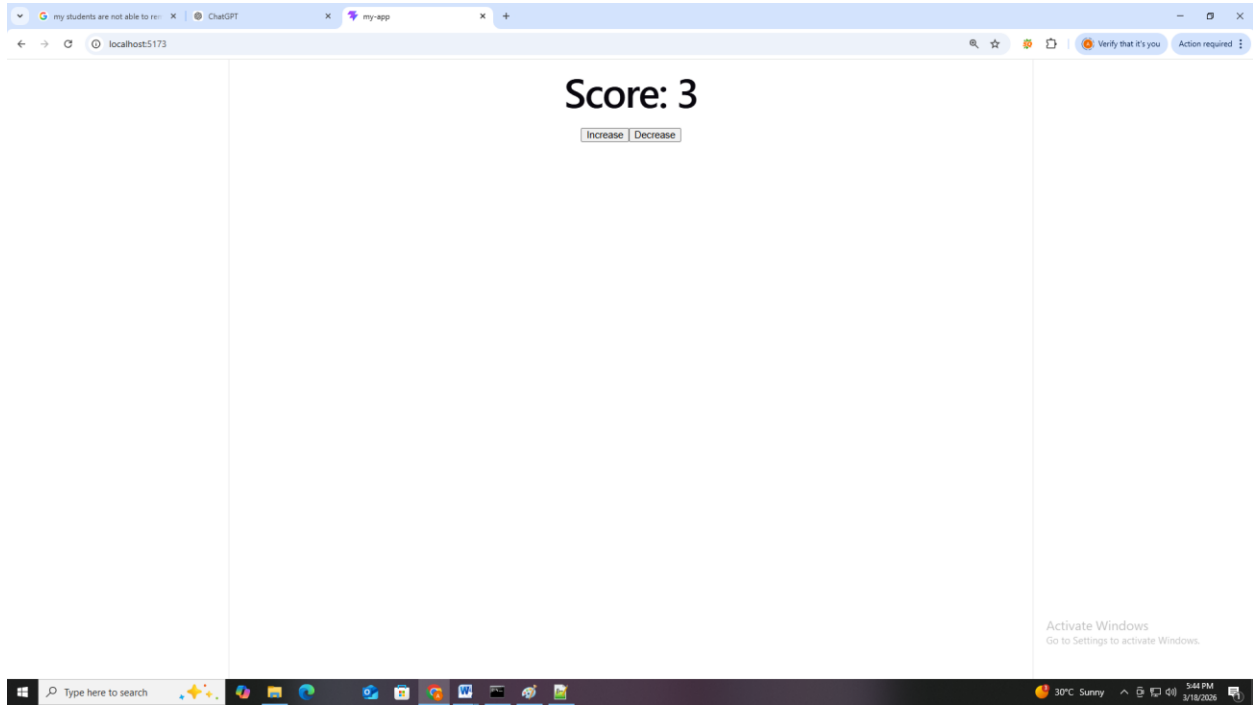 my students are not able to rem
ChatGPT
my-app
localhost:5173
Verify that it's you
Action required
Score: 3
Increase
Decrease
Activate Windows
Go to Settings to activate Windows.
Type here to search
30°C Sunny
5:44 PM
3/18/2026